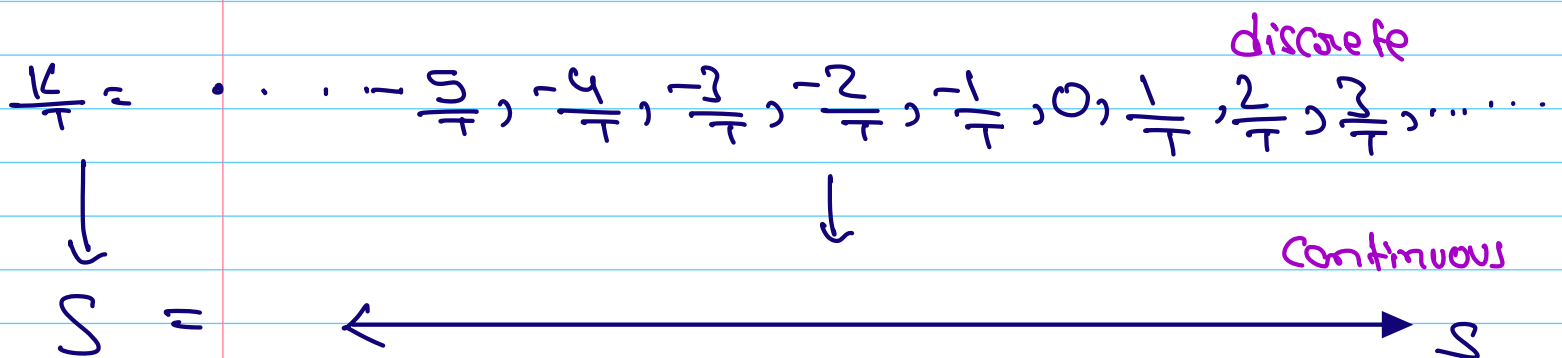 discrete
K/T = . . . . -5/T, -4/T, -3/T, -2/T, -1/T, 0, 1/T, 2/T, 3/T, ......
↓ ↓
continuous
S = ⟷ s